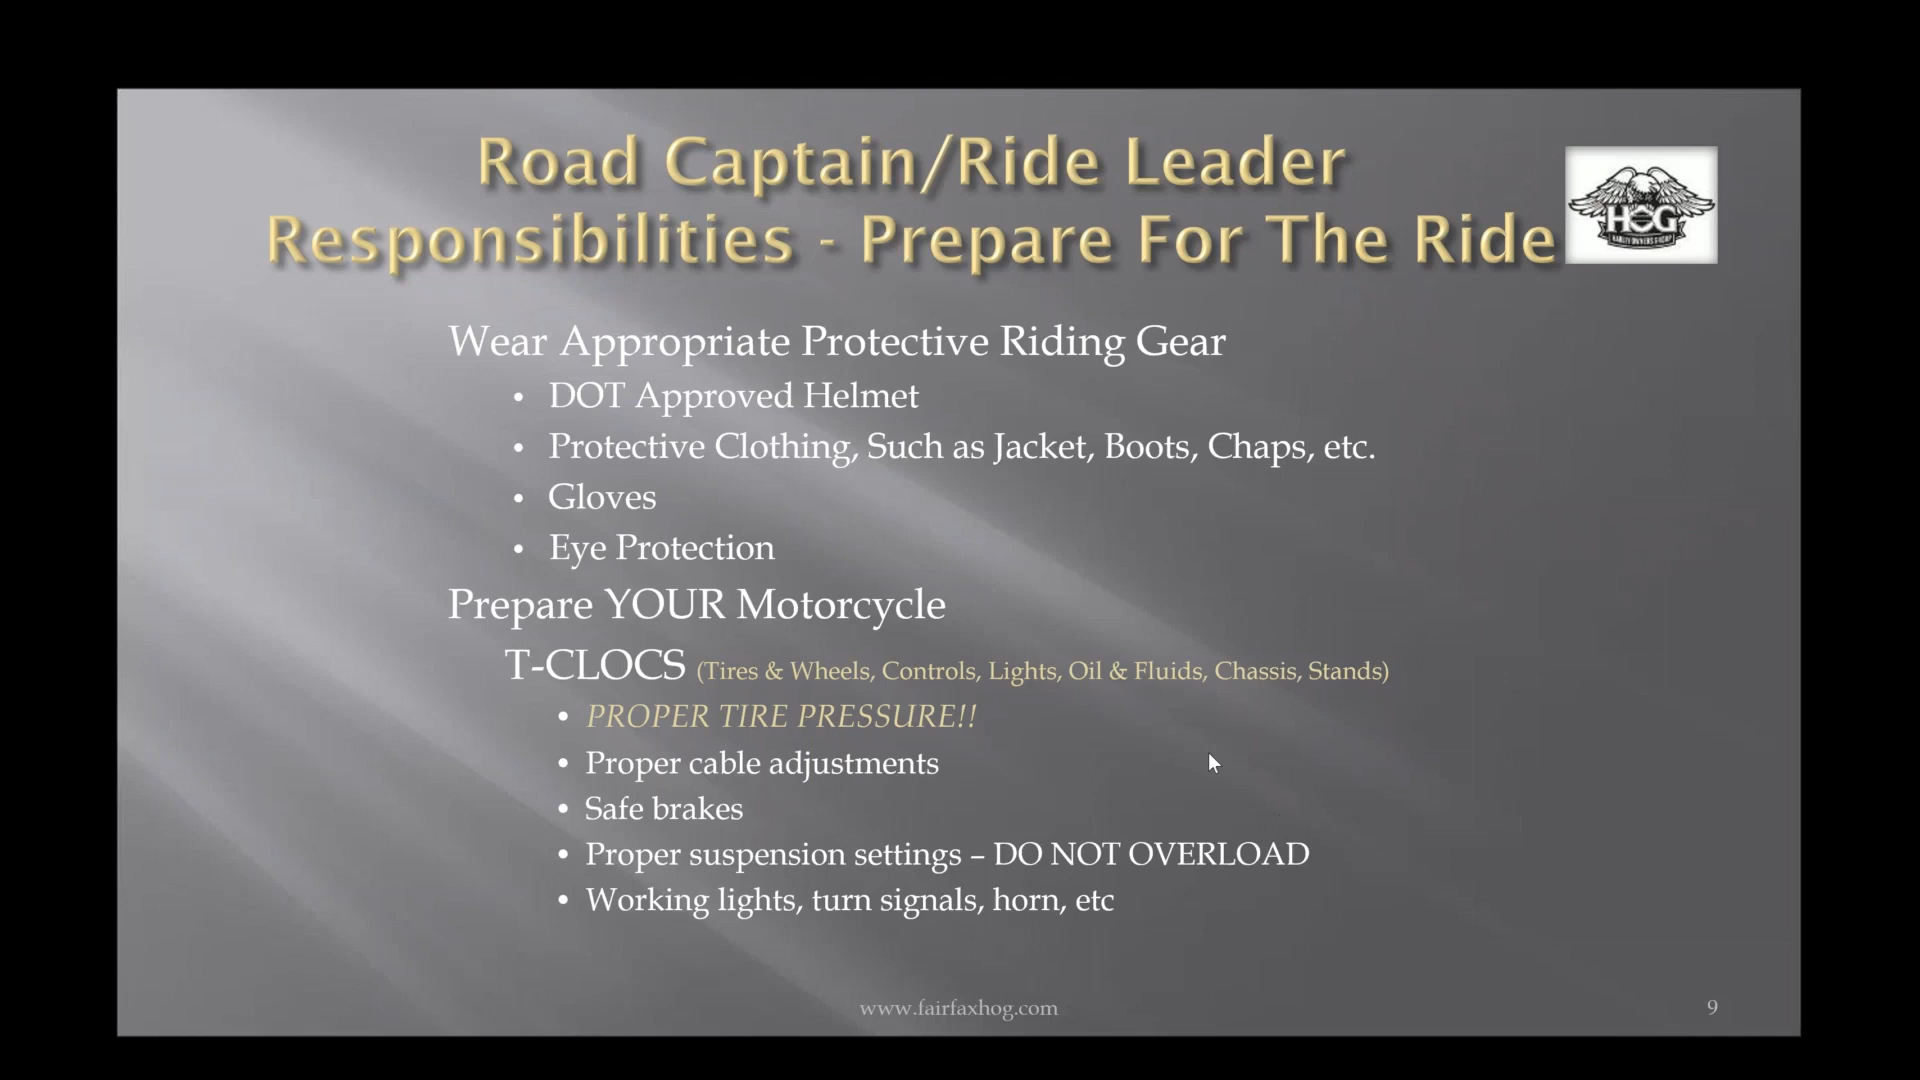 Road Captain/Ride Leader
Responsibilities - Prepare For The Ride
HOG
HARLEY OWNERS GROUP
Wear Appropriate Protective Riding Gear
• DOT Approved Helmet
• Protective Clothing, Such as Jacket, Boots, Chaps, etc.
• Gloves
• Eye Protection
Prepare YOUR Motorcycle
T-CLOCS (Tires & Wheels, Controls, Lights, Oil & Fluids, Chassis, Stands)
• PROPER TIRE PRESSURE!!
• Proper cable adjustments
• Safe brakes
• Proper suspension settings – DO NOT OVERLOAD
• Working lights, turn signals, horn, etc
www.fairfaxhog.com
9